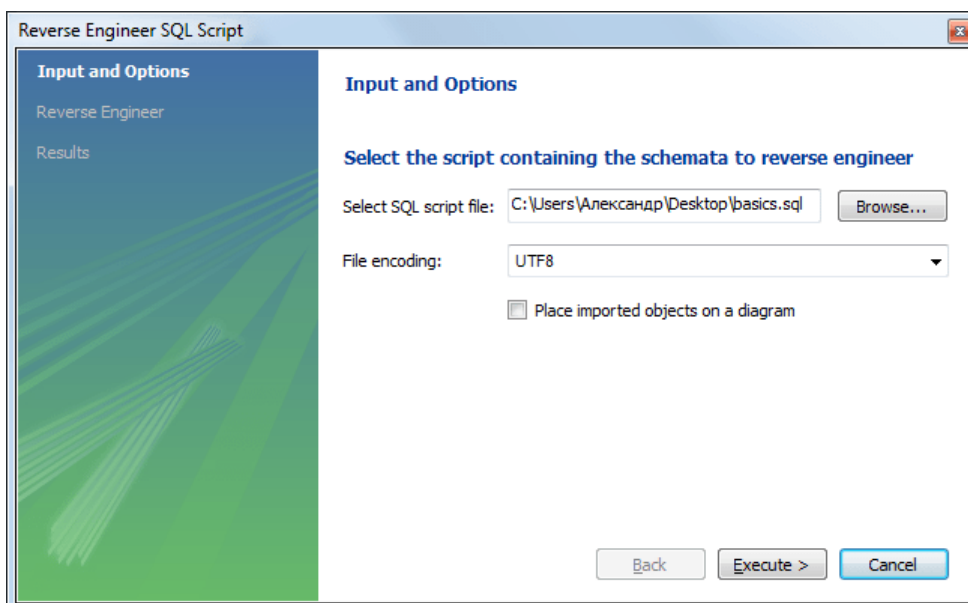 Reverse Engineer SQL Script
Input and Options
Reverse Engineer
Results
Input and Options
Select the script containing the schemata to reverse engineer
Select SQL script file: C:\Users\Александр\Desktop\basics.sql Browse...
File encoding: UTF8
Place imported objects on a diagram
Back Execute > Cancel